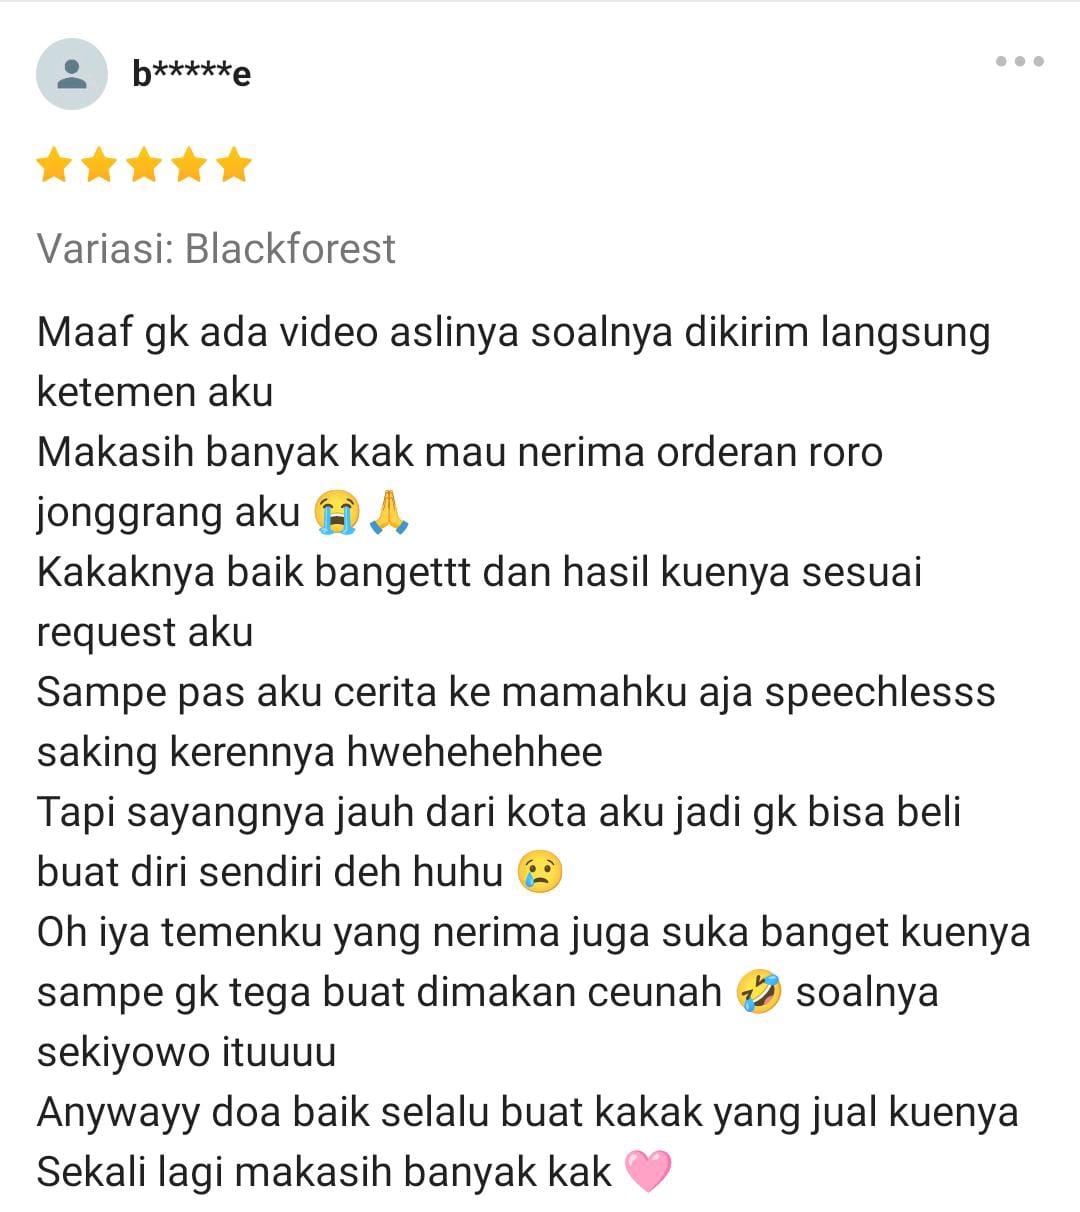 b*****e
Variasi: Blackforest
Maaf gk ada video aslinya soalnya dikirim langsung
ketemen aku
Makasih banyak kak mau nerima orderan roro
jonggrang aku 😭🙏
Kakaknya baik bangettt dan hasil kuenya sesuai
request aku
Sampe pas aku cerita ke mamahku aja speechlesss
saking kerennya hwehehehhee
Tapi sayangnya jauh dari kota aku jadi gk bisa beli
buat diri sendiri deh huhu 😢
Oh iya temenku yang nerima juga suka banget kuenya
sampe gk tega buat dimakan ceunah 🤣 soalnya
sekiyowo ituuuu
Anywayy doa baik selalu buat kakak yang jual kuenya
Sekali lagi makasih banyak kak 🩷